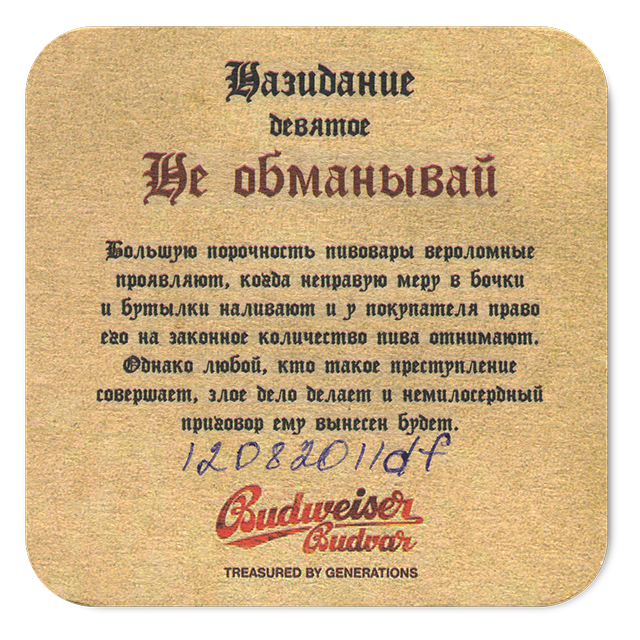 Назидание
девятое
Не обманывай
Большую порочность пивовары вероломные
проявляют, когда неправую меру в бочки
и бутылки наливают и у покупателя право
его на законное количество пива отнимают.
Однако любой, кто такое преступление
совершает, злое дело делает и немилосердный
приговор ему вынесен будет.
12082011df
Budweiser
Budvar
TREASURED BY GENERATIONS